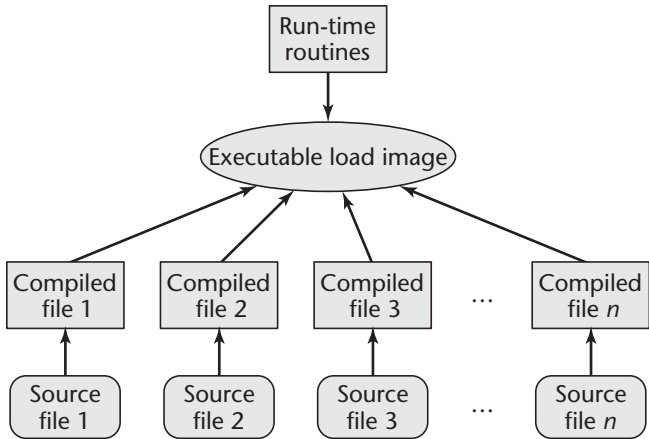 Run-time
routines
Executable load image
Compiled
file 1
Compiled
file 2
Compiled
file 3
...
Compiled
file n
Source
file 1
Source
file 2
Source
file 3
...
Source
file n